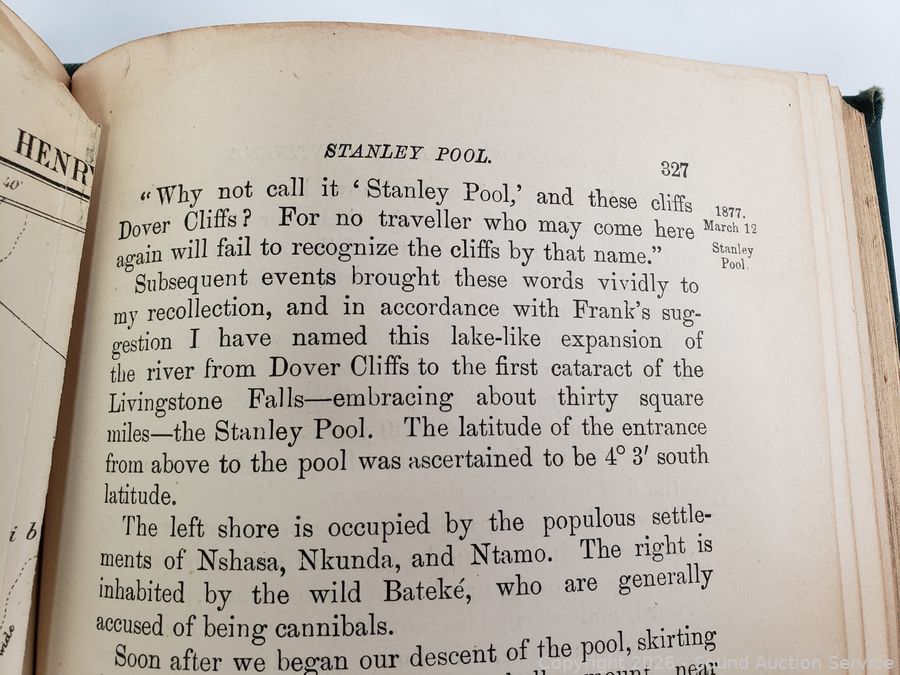 HENR
40'
i b
STANLEY POOL.
327
“Why not call it ‘Stanley Pool,’ and these cliffs
Dover Cliffs? For no traveller who may come here
again will fail to recognize the cliffs by that name.”
1877.
March 12
Stanley
Pool.
Subsequent events brought these words vividly to
my recollection, and in accordance with Frank's sug-
gestion I have named this lake-like expansion of
the river from Dover Cliffs to the first cataract of the
Livingstone Falls—embracing about thirty square
miles—the Stanley Pool. The latitude of the entrance
from above to the pool was ascertained to be 4° 3′ south
latitude.
The left shore is occupied by the populous settle-
ments of Nshasa, Nkunda, and Ntamo. The right is
inhabited by the wild Bateké, who are generally
accused of being cannibals.
Soon after we began our descent of the pool, skirting
mount, near
Copyright 2026 Sound Auction Service